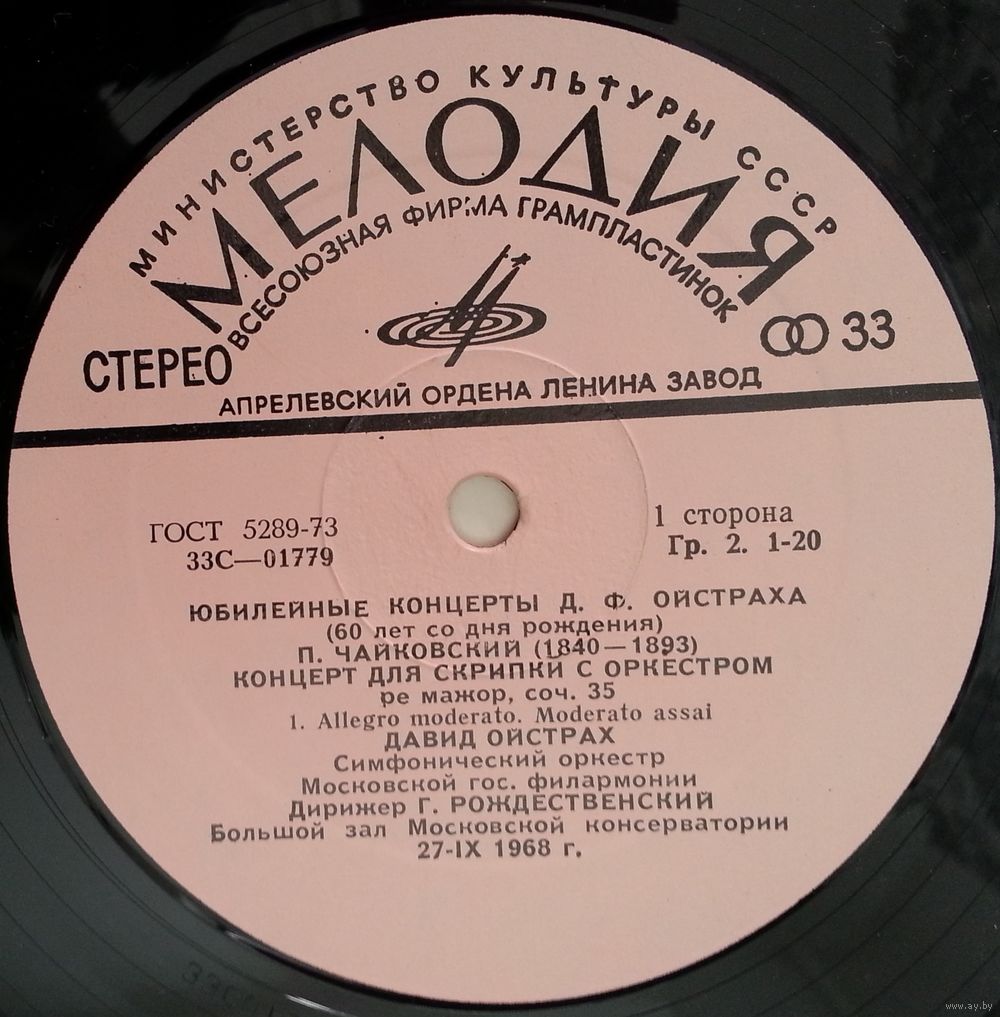 МИНИСТЕРСТВО КУЛЬТУРЫ СССР
МЕЛОДИЯ
ВСЕСОЮЗНАЯ ФИРМА ГРАМПЛАСТИНОК
СТЕРЕО
33
АПРЕЛЕВСКИЙ ОРДЕНА ЛЕНИНА ЗАВОД
ГОСТ 5289-73
33С—01779
1 сторона
Гр. 2. 1-20
ЮБИЛЕЙНЫЕ КОНЦЕРТЫ Д. Ф. ОЙСТРАХА
(60 лет со дня рождения)
П. ЧАЙКОВСКИЙ (1840—1893)
КОНЦЕРТ ДЛЯ СКРИПКИ С ОРКЕСТРОМ
ре мажор, соч. 35
1. Allegro moderato. Moderato assai
ДАВИД ОЙСТРАХ
Симфонический оркестр
Московской гос. филармонии
Дирижер Г. РОЖДЕСТВЕНСКИЙ
Большой зал Московской консерватории
27-IX 1968 г.
www.ay.by